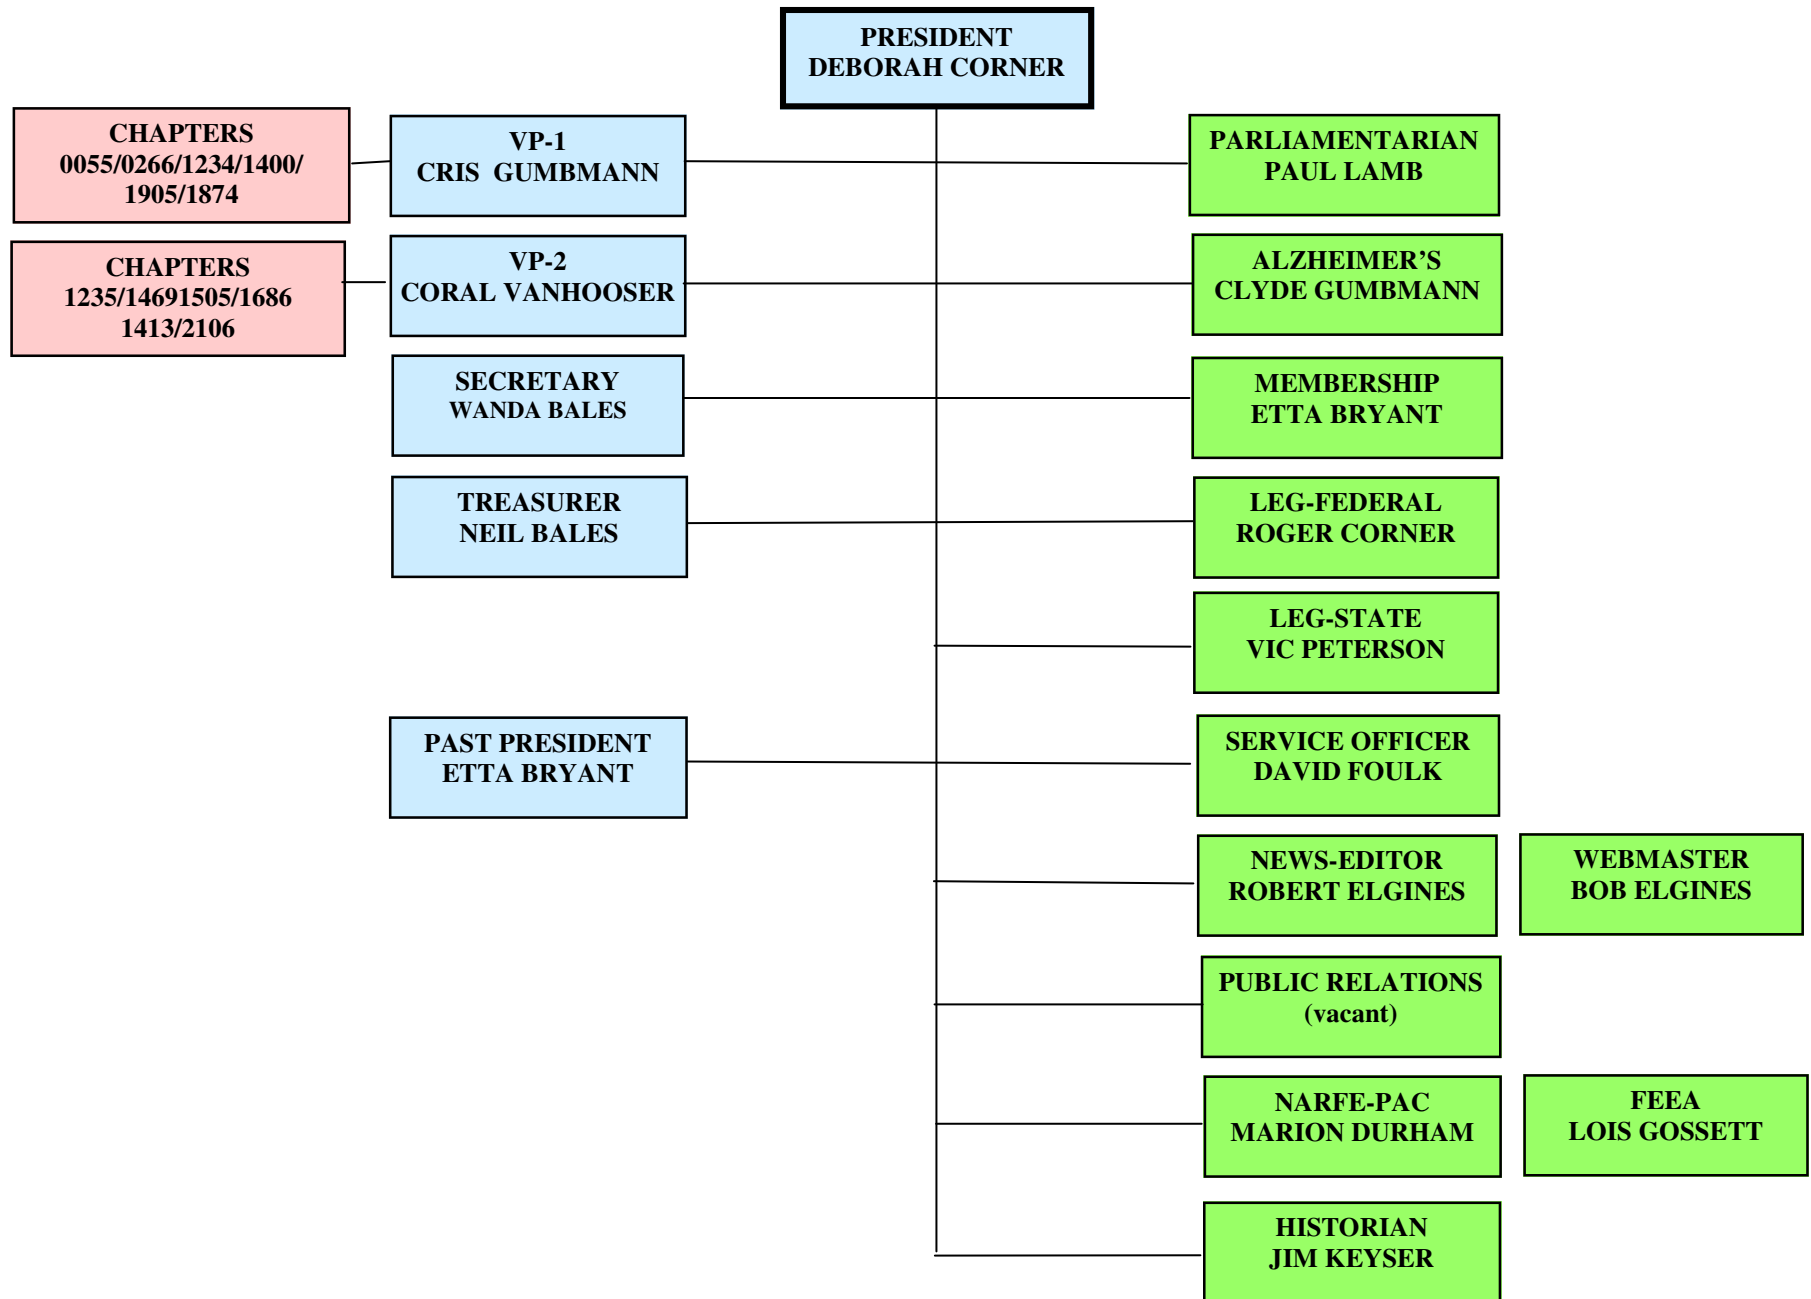 PRESIDENT
DEBORAH CORNER
CHAPTERS
0055/0266/1234/1400/
1905/1874
VP-1
CRIS GUMBMANN
PARLIAMENTARIAN
PAUL LAMB
CHAPTERS
1235/14691505/1686
1413/2106
VP-2
CORAL VANHOOSER
ALZHEIMER’S
CLYDE GUMBMANN
SECRETARY
WANDA BALES
MEMBERSHIP
ETTA BRYANT
TREASURER
NEIL BALES
LEG-FEDERAL
ROGER CORNER
LEG-STATE
VIC PETERSON
PAST PRESIDENT
ETTA BRYANT
SERVICE OFFICER
DAVID FOULK
NEWS-EDITOR
ROBERT ELGINES
WEBMASTER
BOB ELGINES
PUBLIC RELATIONS
(vacant)
NARFE-PAC
MARION DURHAM
FEEA
LOIS GOSSETT
HISTORIAN
JIM KEYSER